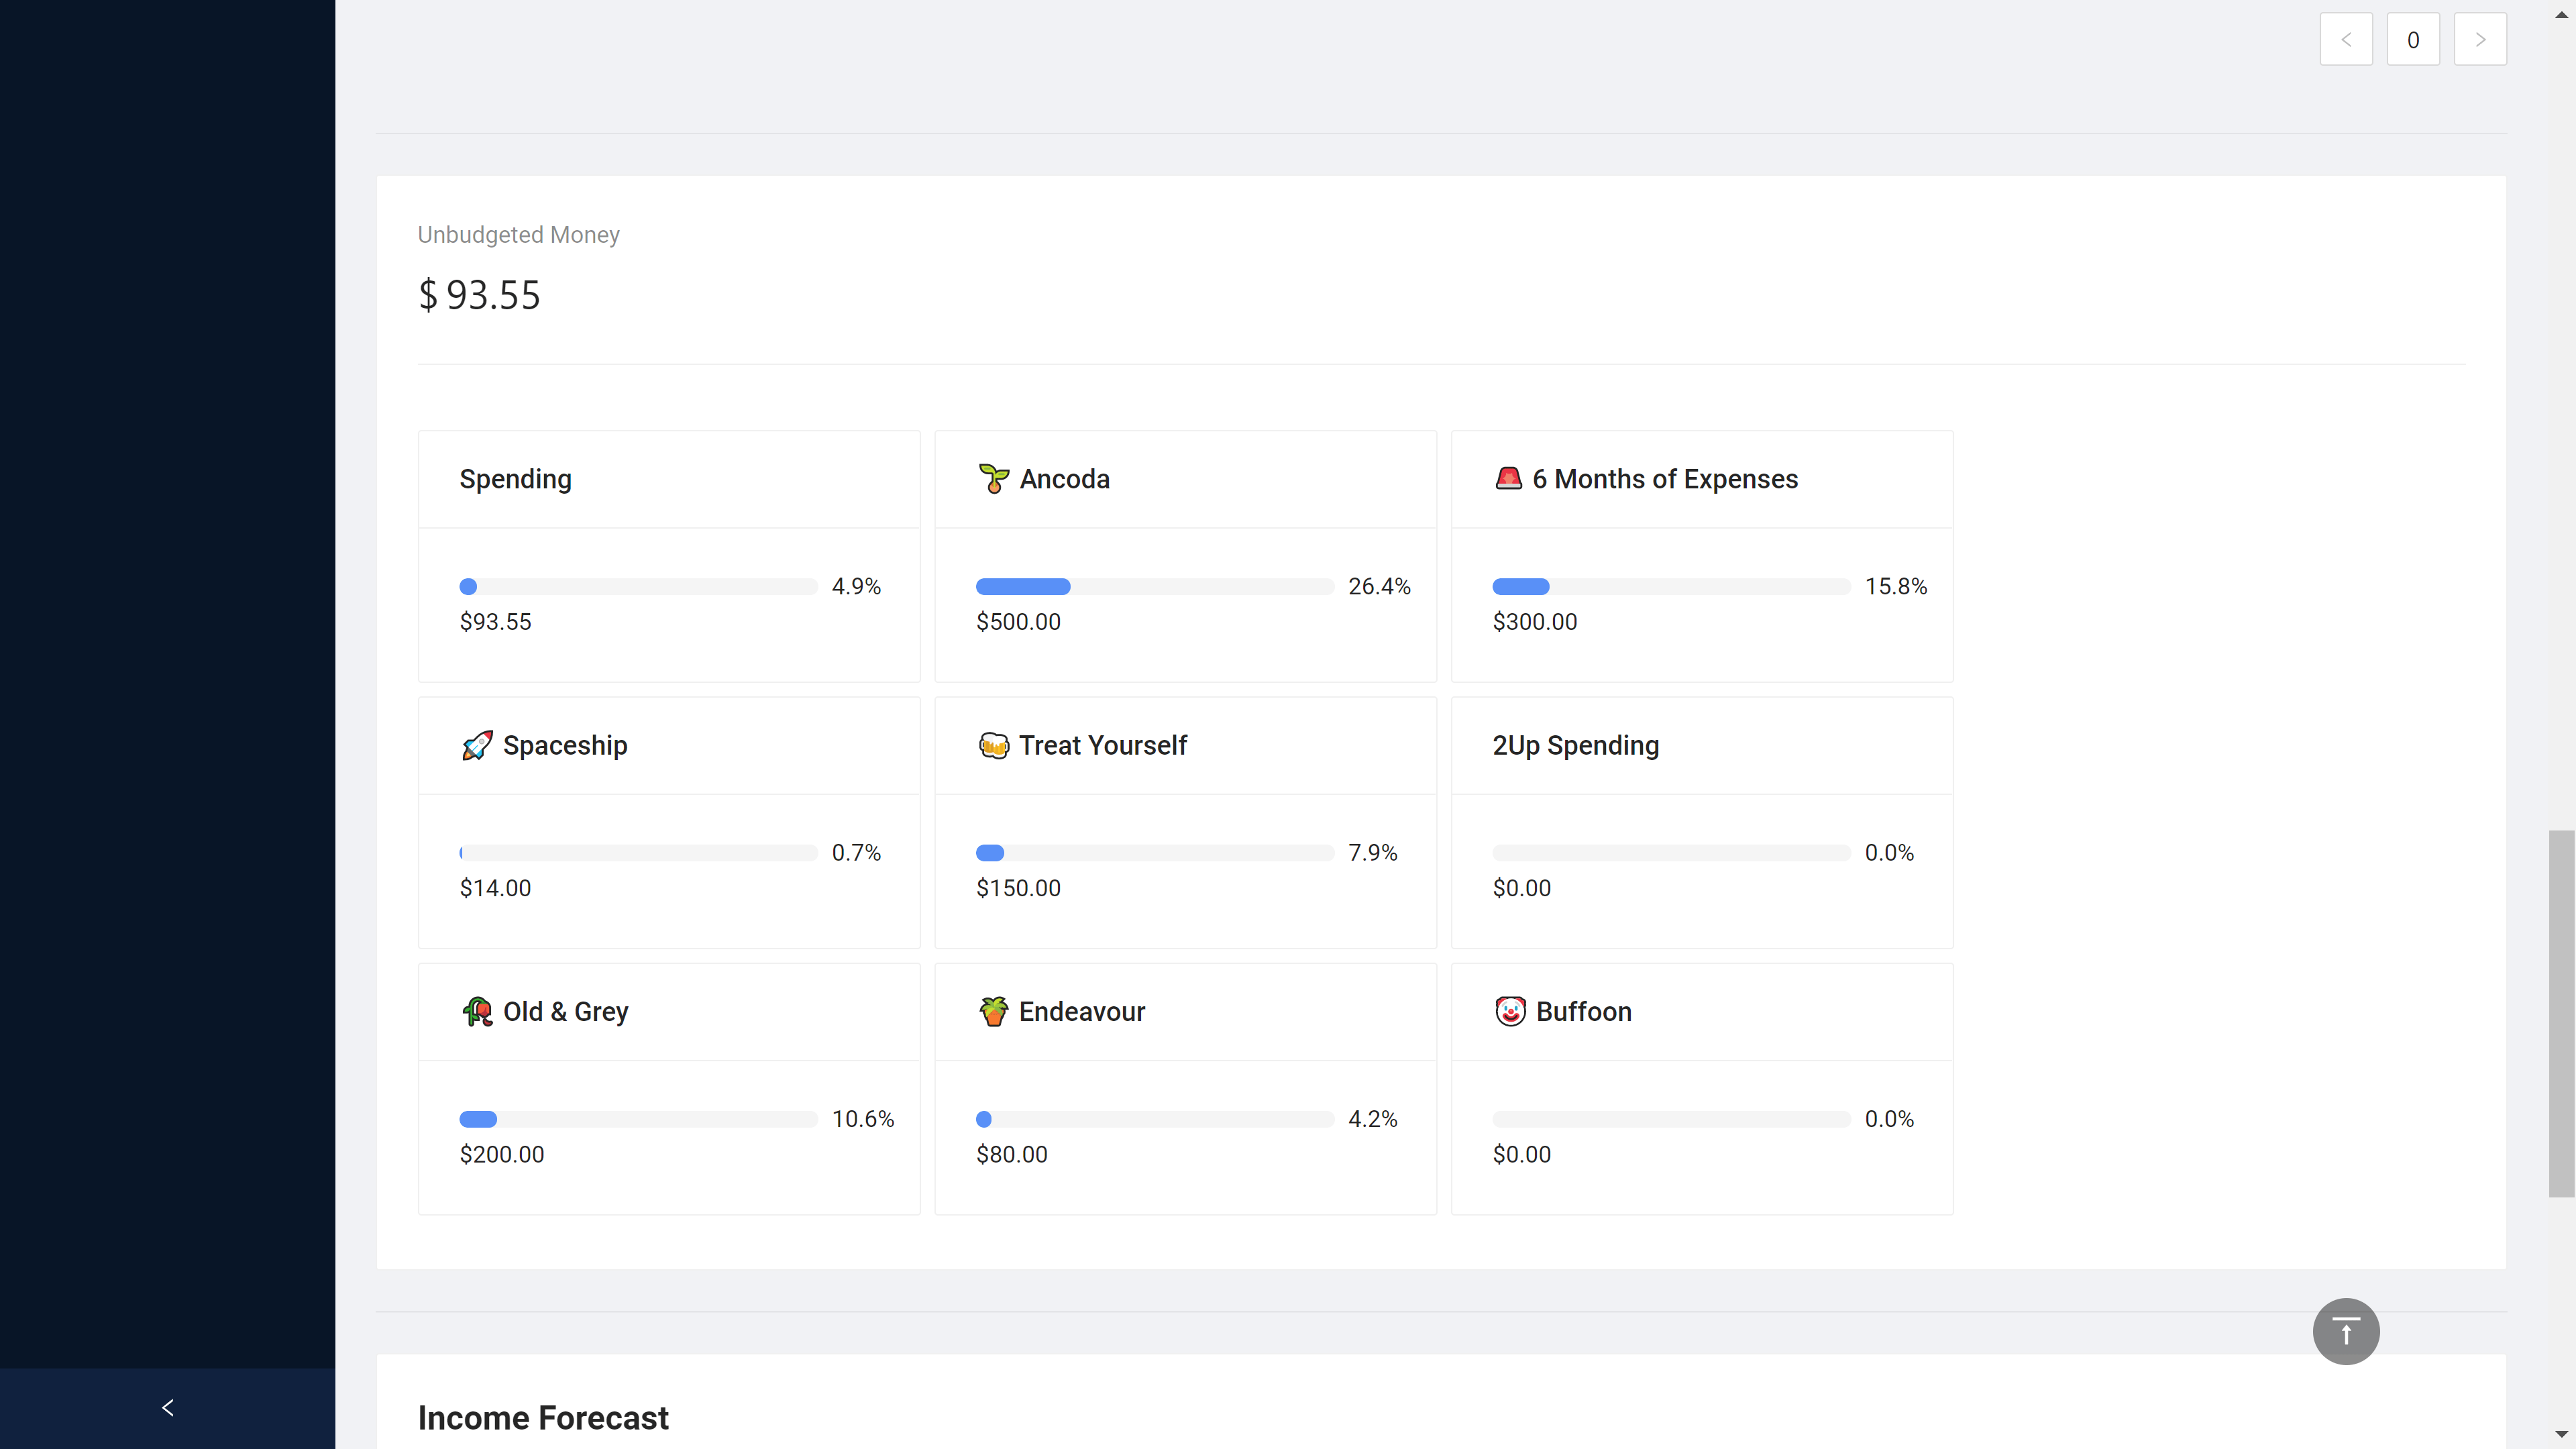 0
Unbudgeted Money
$ 93.55
Spending
4.9%
$93.55
Ancoda
26.4%
$500.00
6 Months of Expenses
15.8%
$300.00
Spaceship
0.7%
$14.00
Treat Yourself
7.9%
$150.00
2Up Spending
0.0%
$0.00
Old & Grey
10.6%
$200.00
Endeavour
4.2%
$80.00
Buffoon
0.0%
$0.00
Income Forecast